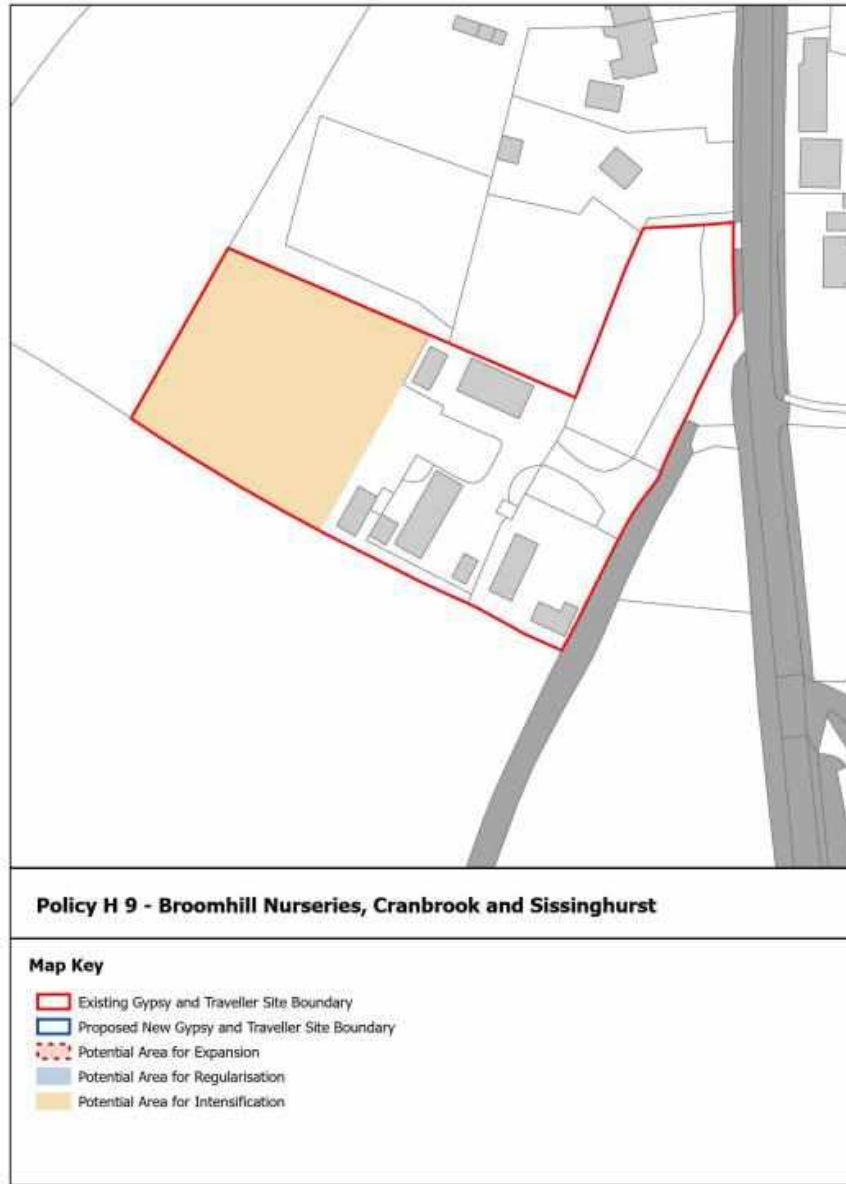 Policy H 9 - Broomhill Nurseries, Cranbrook and Sissinghurst
Map Key
Existing Gypsy and Traveller Site Boundary
Proposed New Gypsy and Traveller Site Boundary
Potential Area for Expansion
Potential Area for Regularisation
Potential Area for Intensification